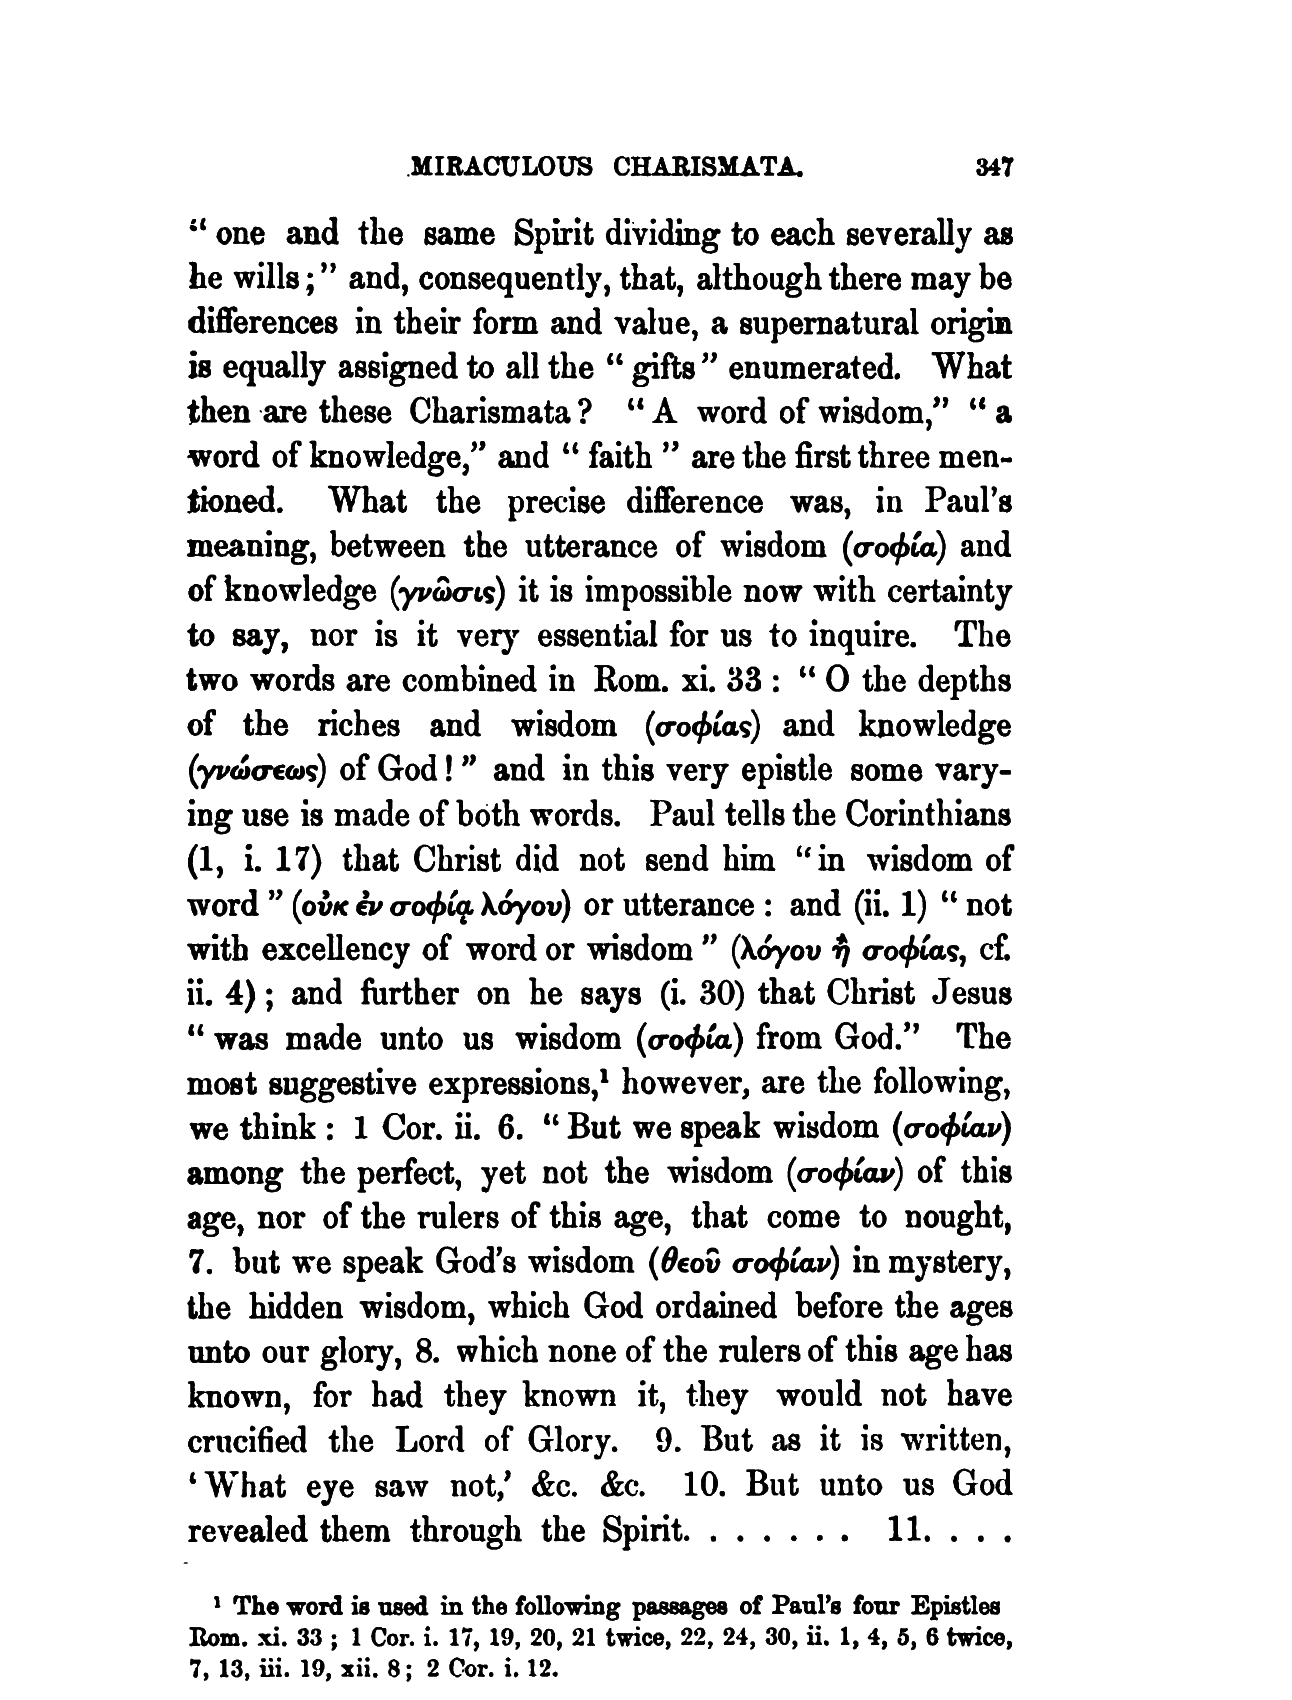 MIRACULOUS CHARISMATA. 347
“ one and the same Spirit dividing to each severally as
he wills ;” and, consequently, that, although there may be
differences in their form and value, a supernatural origin
is equally assigned to all the “ gifts ” enumerated. What
then are these Charismata ? “ A word of wisdom,” “ a
word of knowledge,” and “ faith ” are the first three men-
tioned. What the precise difference was, in Paul’s
meaning, between the utterance of wisdom (σοφία) and
of knowledge (γνῶσις) it is impossible now with certainty
to say, nor is it very essential for us to inquire. The
two words are combined in Rom. xi. 33 : “ O the depths
of the riches and wisdom (σοφίας) and knowledge
(γνώσεως) of God ! ” and in this very epistle some vary-
ing use is made of both words. Paul tells the Corinthians
(1, i. 17) that Christ did not send him “ in wisdom of
word ” (οὐκ ἐν σοφίᾳ λόγου) or utterance : and (ii. 1) “ not
with excellency of word or wisdom ” (λόγου ἢ σοφίας, cf.
ii. 4) ; and further on he says (i. 30) that Christ Jesus
“ was made unto us wisdom (σοφία) from God.” The
most suggestive expressions,¹ however, are the following,
we think : 1 Cor. ii. 6. “ But we speak wisdom (σοφίαν)
among the perfect, yet not the wisdom (σοφίαν) of this
age, nor of the rulers of this age, that come to nought,
7. but we speak God’s wisdom (θεοῦ σοφίαν) in mystery,
the hidden wisdom, which God ordained before the ages
unto our glory, 8. which none of the rulers of this age has
known, for had they known it, they would not have
crucified the Lord of Glory. 9. But as it is written,
‘ What eye saw not,’ &c. &c. 10. But unto us God
revealed them through the Spirit. . . . . . . . 11. . . . .
¹ The word is used in the following passages of Paul’s four Epistles
Rom. xi. 33 ; 1 Cor. i. 17, 19, 20, 21 twice, 22, 24, 30, ii. 1, 4, 5, 6 twice,
7, 13, iii. 19, xii. 8 ; 2 Cor. i. 12.